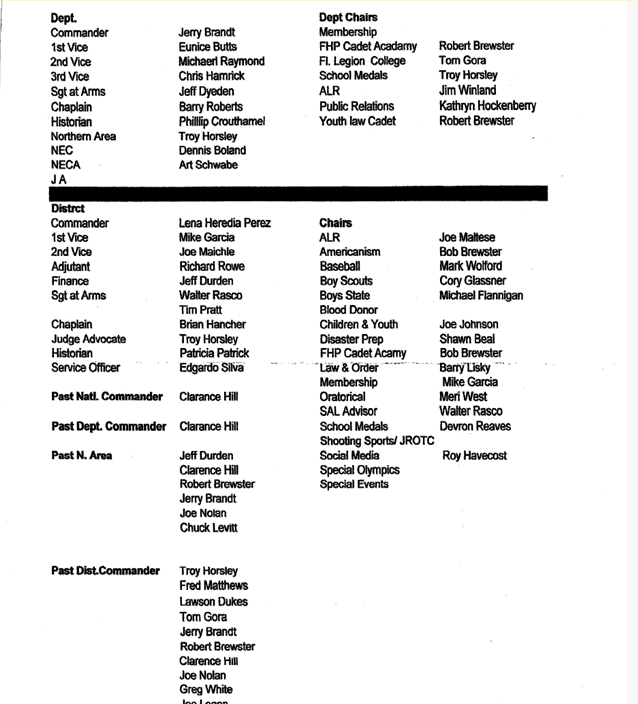 Dept. Dept Chairs
Commander Jerry Brandt Membership
1st Vice Eunice Butts FHP Cadet Acadamy Robert Brewster
2nd Vice Michaerl Raymond Fl. Legion College Tom Gora
3rd Vice Chris Hamrick School Medals Troy Horsley
Sgt at Arms Jeff Dyeden ALR Jim Winland
Chaplain Barry Roberts Public Relations Kathryn Hockenberry
Historian Philllip Crouthamel Youth law Cadet Robert Brewster
Northern Area Troy Horsley
NEC Dennis Boland
NECA Art Schwabe
J A
Distrct
Commander Lena Heredia Perez Chairs
1st Vice Mike Garcia ALR Joe Maltese
2nd Vice Joe Maichle Americanism Bob Brewster
Adjutant Richard Rowe Baseball Mark Wolford
Finance Jeff Durden Boy Scouts Cory Glassner
Sgt at Arms Walter Rasco Boys State Michael Flannigan
Tim Pratt Blood Donor
Chaplain Brian Hancher Children & Youth Joe Johnson
Judge Advocate Troy Horsley Disaster Prep Shawn Beal
Historian Patricia Patrick FHP Cadet Acamy Bob Brewster
Service Officer Edgardo Silva Law & Order Barry Lisky
Membership Mike Garcia
Past Natl. Commander Clarance Hill Oratorical Meri West
SAL Advisor Walter Rasco
Past Dept. Commander Clarance Hill School Medals Devron Reaves
Shooting Sports/ JROTC
Past N. Area Jeff Durden Social Media Roy Havecost
Clarence Hill Special Olympics
Robert Brewster Special Events
Jerry Brandt
Joe Nolan
Chuck Levitt
Past Dist.Commander Troy Horsley
Fred Matthews
Lawson Dukes
Tom Gora
Jerry Brandt
Robert Brewster
Clarence Hill
Joe Nolan
Greg White